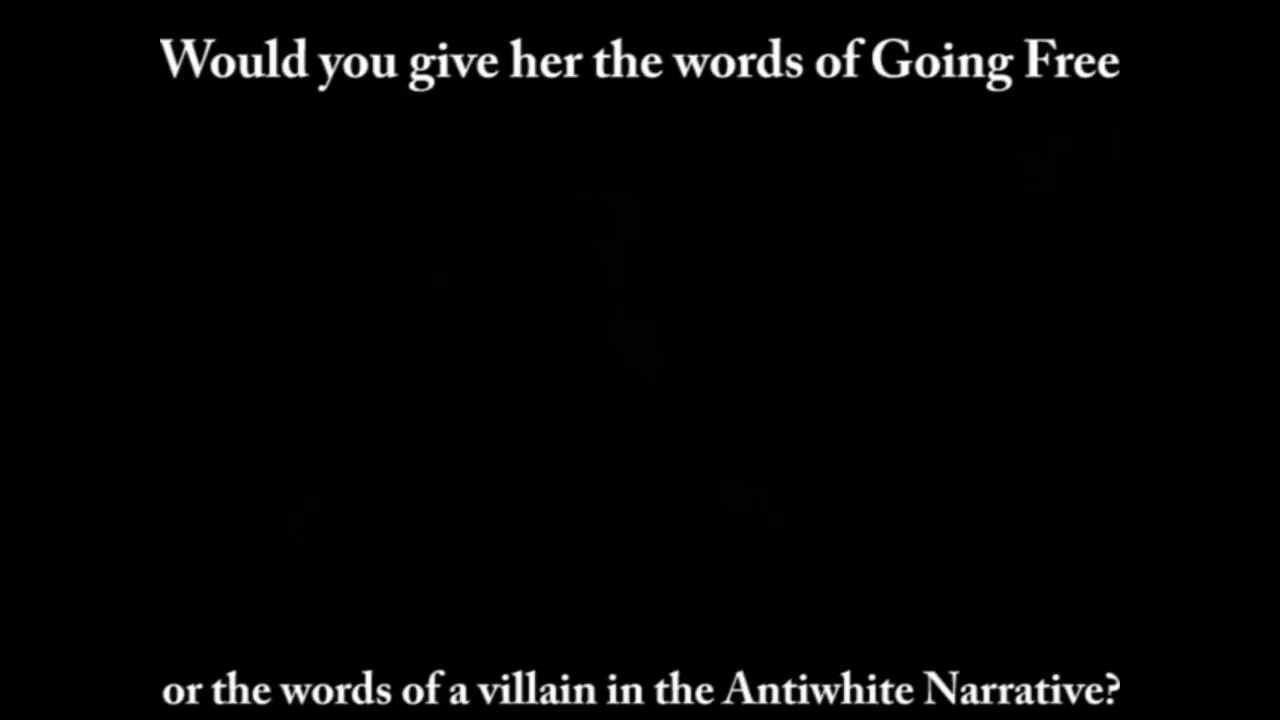 Would you give her the words of Going Free
or the words of a villain in the Antiwhite Narrative?